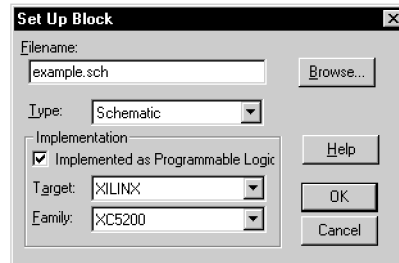 Set Up Block
Filename:
example.sch
Browse...
Type:
Schematic
Implementation
Implemented as Programmable Logic
Help
Target:
XILINX
OK
Family:
XC5200
Cancel